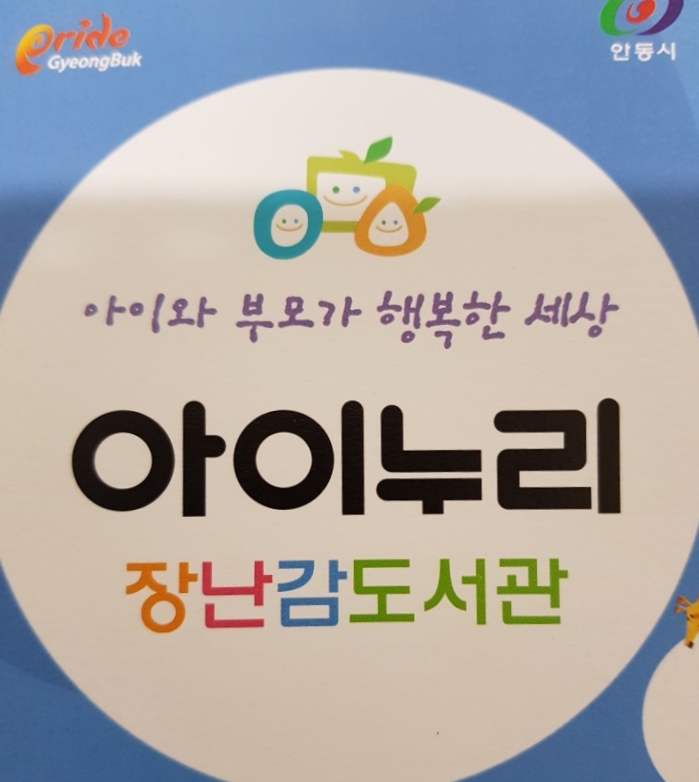 pride
GyeongBuk
안동시
아이와 부모가 행복한 세상
아이누리
장난감도서관